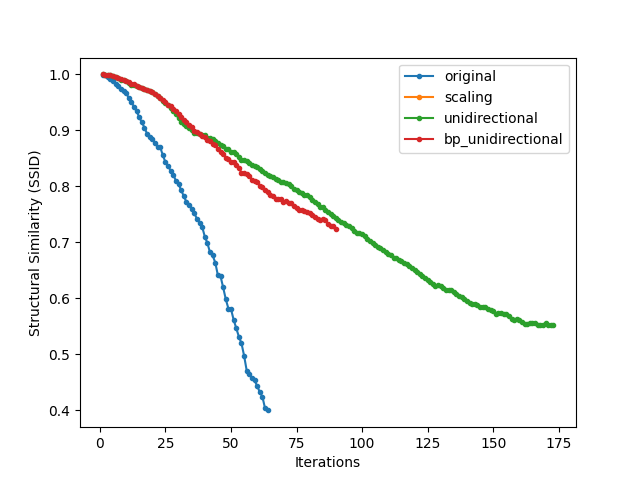 original
scaling
unidirectional
bp_unidirectional
Structural Similarity (SSID)
1.0
0.9
0.8
0.7
0.6
0.5
0.4
0
25
50
75
100
125
150
175
Iterations